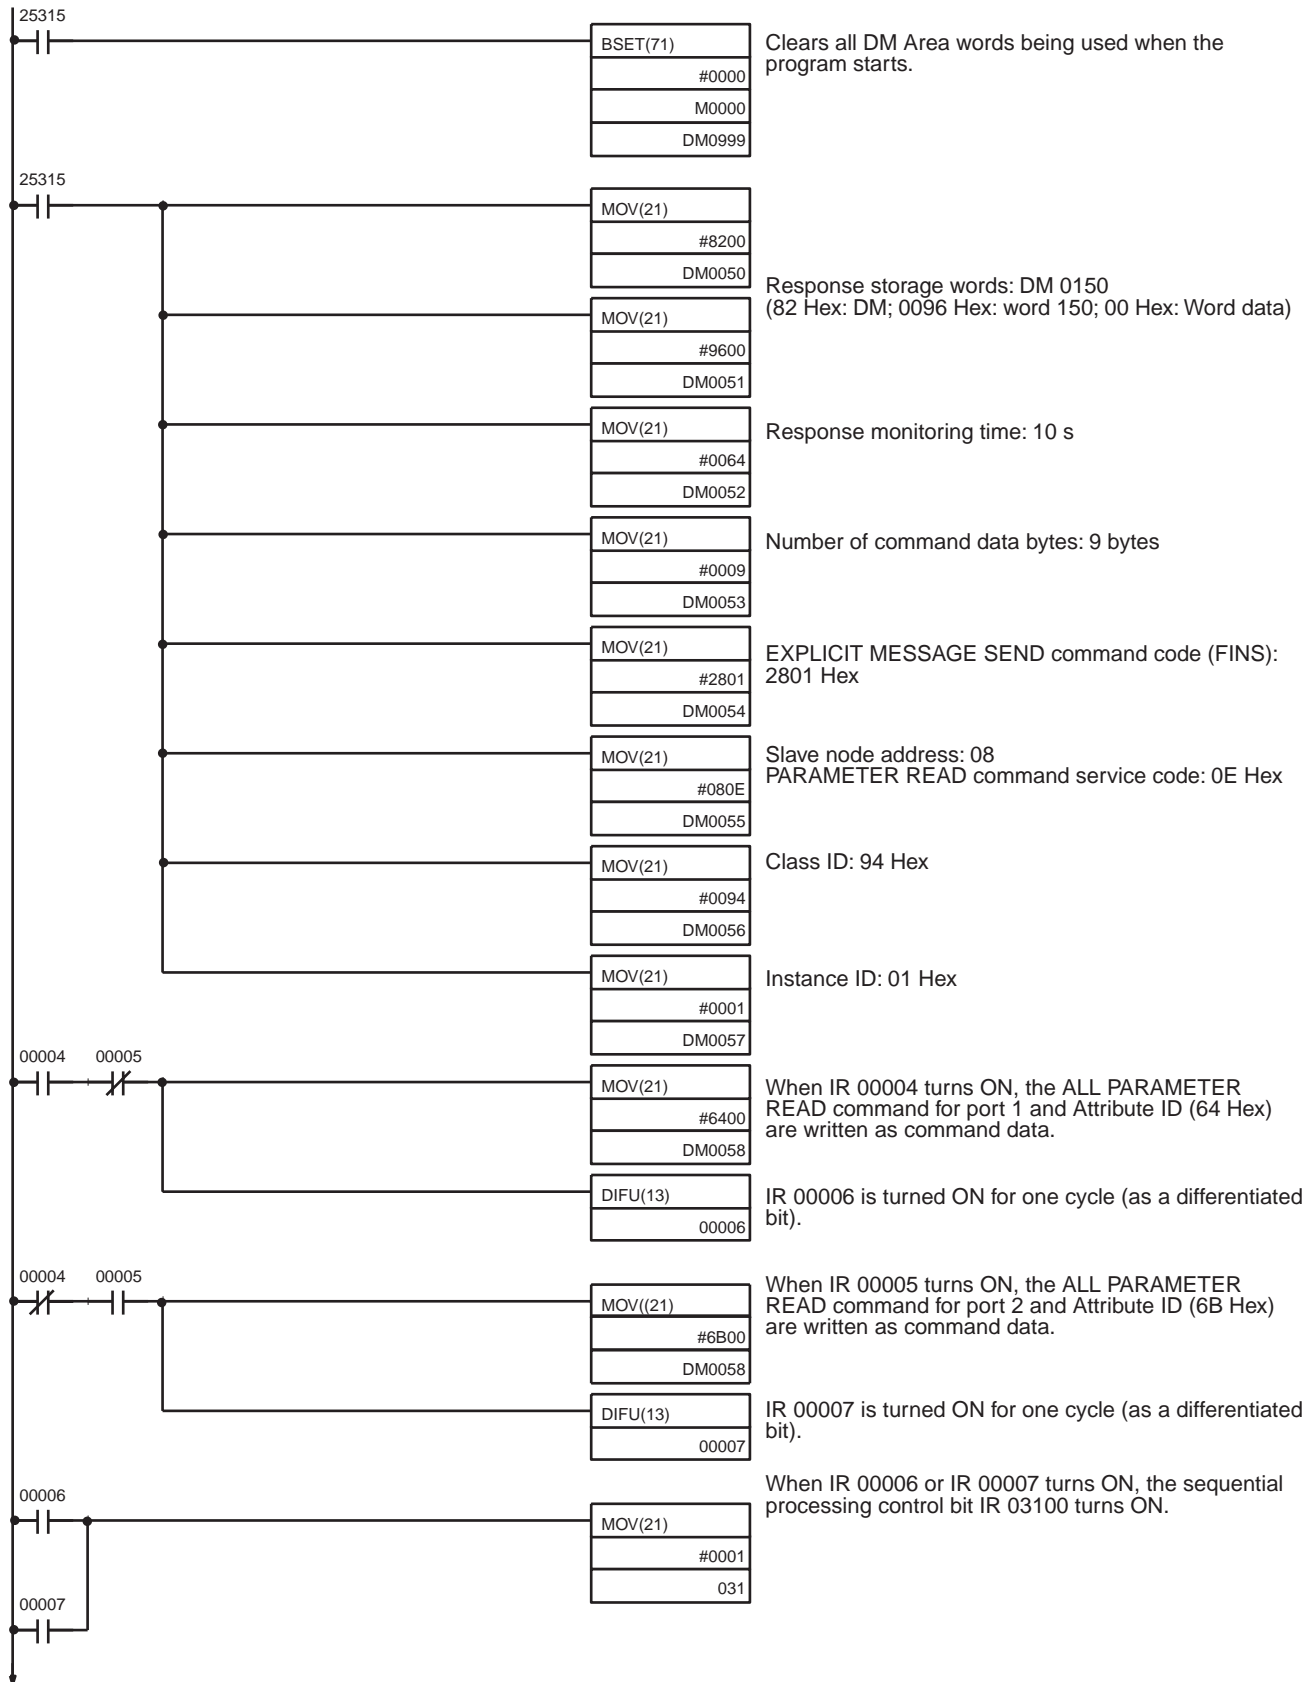 25315
BSET(71)
#0000
M0000
DM0999
Clears all DM Area words being used when the
program starts.
25315
MOV(21)
#8200
DM0050
MOV(21)
#9600
DM0051
Response storage words: DM 0150
(82 Hex: DM; 0096 Hex: word 150; 00 Hex: Word data)
MOV(21)
#0064
DM0052
Response monitoring time: 10 s
MOV(21)
#0009
DM0053
Number of command data bytes: 9 bytes
MOV(21)
#2801
DM0054
EXPLICIT MESSAGE SEND command code (FINS):
2801 Hex
MOV(21)
#080E
DM0055
Slave node address: 08
PARAMETER READ command service code: 0E Hex
MOV(21)
#0094
DM0056
Class ID: 94 Hex
MOV(21)
#0001
DM0057
Instance ID: 01 Hex
00004 00005
MOV(21)
#6400
DM0058
When IR 00004 turns ON, the ALL PARAMETER
READ command for port 1 and Attribute ID (64 Hex)
are written as command data.
DIFU(13)
00006
IR 00006 is turned ON for one cycle (as a differentiated
bit).
00004 00005
MOV((21)
#6B00
DM0058
When IR 00005 turns ON, the ALL PARAMETER
READ command for port 2 and Attribute ID (6B Hex)
are written as command data.
DIFU(13)
00007
IR 00007 is turned ON for one cycle (as a differentiated
bit).
00006
MOV(21)
#0001
031
When IR 00006 or IR 00007 turns ON, the sequential
processing control bit IR 03100 turns ON.
00007